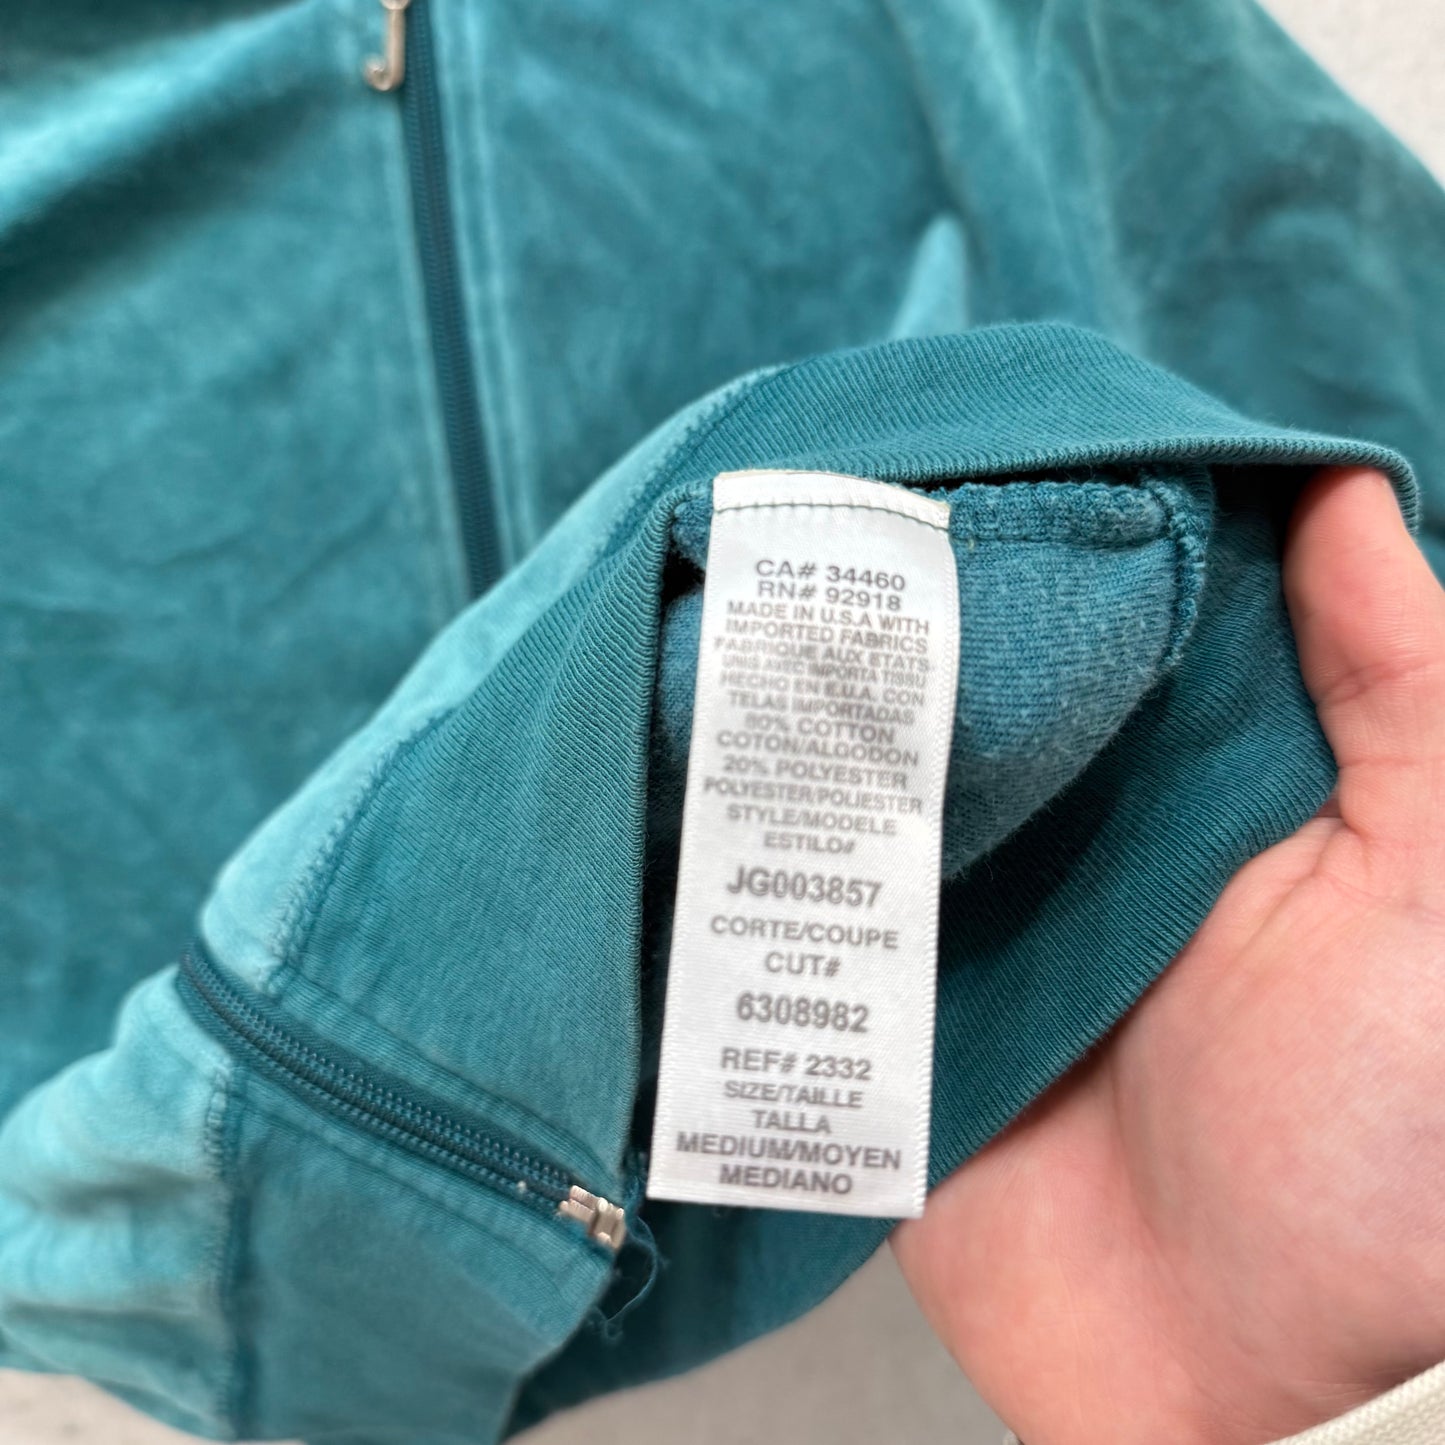 J
CA# 34460
RN# 92918
MADE IN U.S.A WITH
IMPORTED FABRICS
FABRIQUE AUX ETATS-
UNIS AVEC IMPORTA TISSU
HECHO EN E.U.A. CON
TELAS IMPORTADAS
80% COTTON
COTON/ALGODON
20% POLYESTER
POLYESTER/POLIESTER
STYLE/MODELE
ESTILO#
JG003857
CORTE/COUPE
CUT#
6308982
REF# 2332
SIZE/TAILLE
TALLA
MEDIUM/MOYEN
MEDIANO